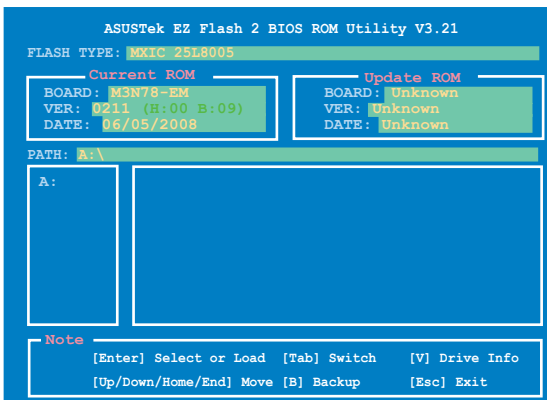 ASUSTek EZ Flash 2 BIOS ROM Utility V3.21
FLASH TYPE: MXIC 25L8005
Current ROM
BOARD: M3N78-EM
VER: 0211 (H:00 B:09)
DATE: 06/05/2008
Update ROM
BOARD: Unknown
VER: Unknown
DATE: Unknown
PATH: A:\
A:
Note
[Enter] Select or Load [Tab] Switch [V] Drive Info
[Up/Down/Home/End] Move [B] Backup [Esc] Exit